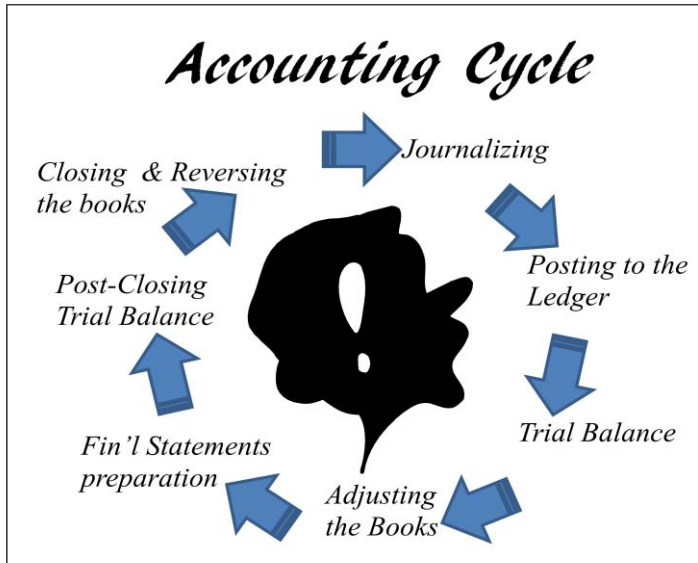 Accounting Cycle
Journalizing
Posting to the
Ledger
Trial Balance
Adjusting
the Books
Fin’l Statements
preparation
Post-Closing
Trial Balance
Closing & Reversing
the books